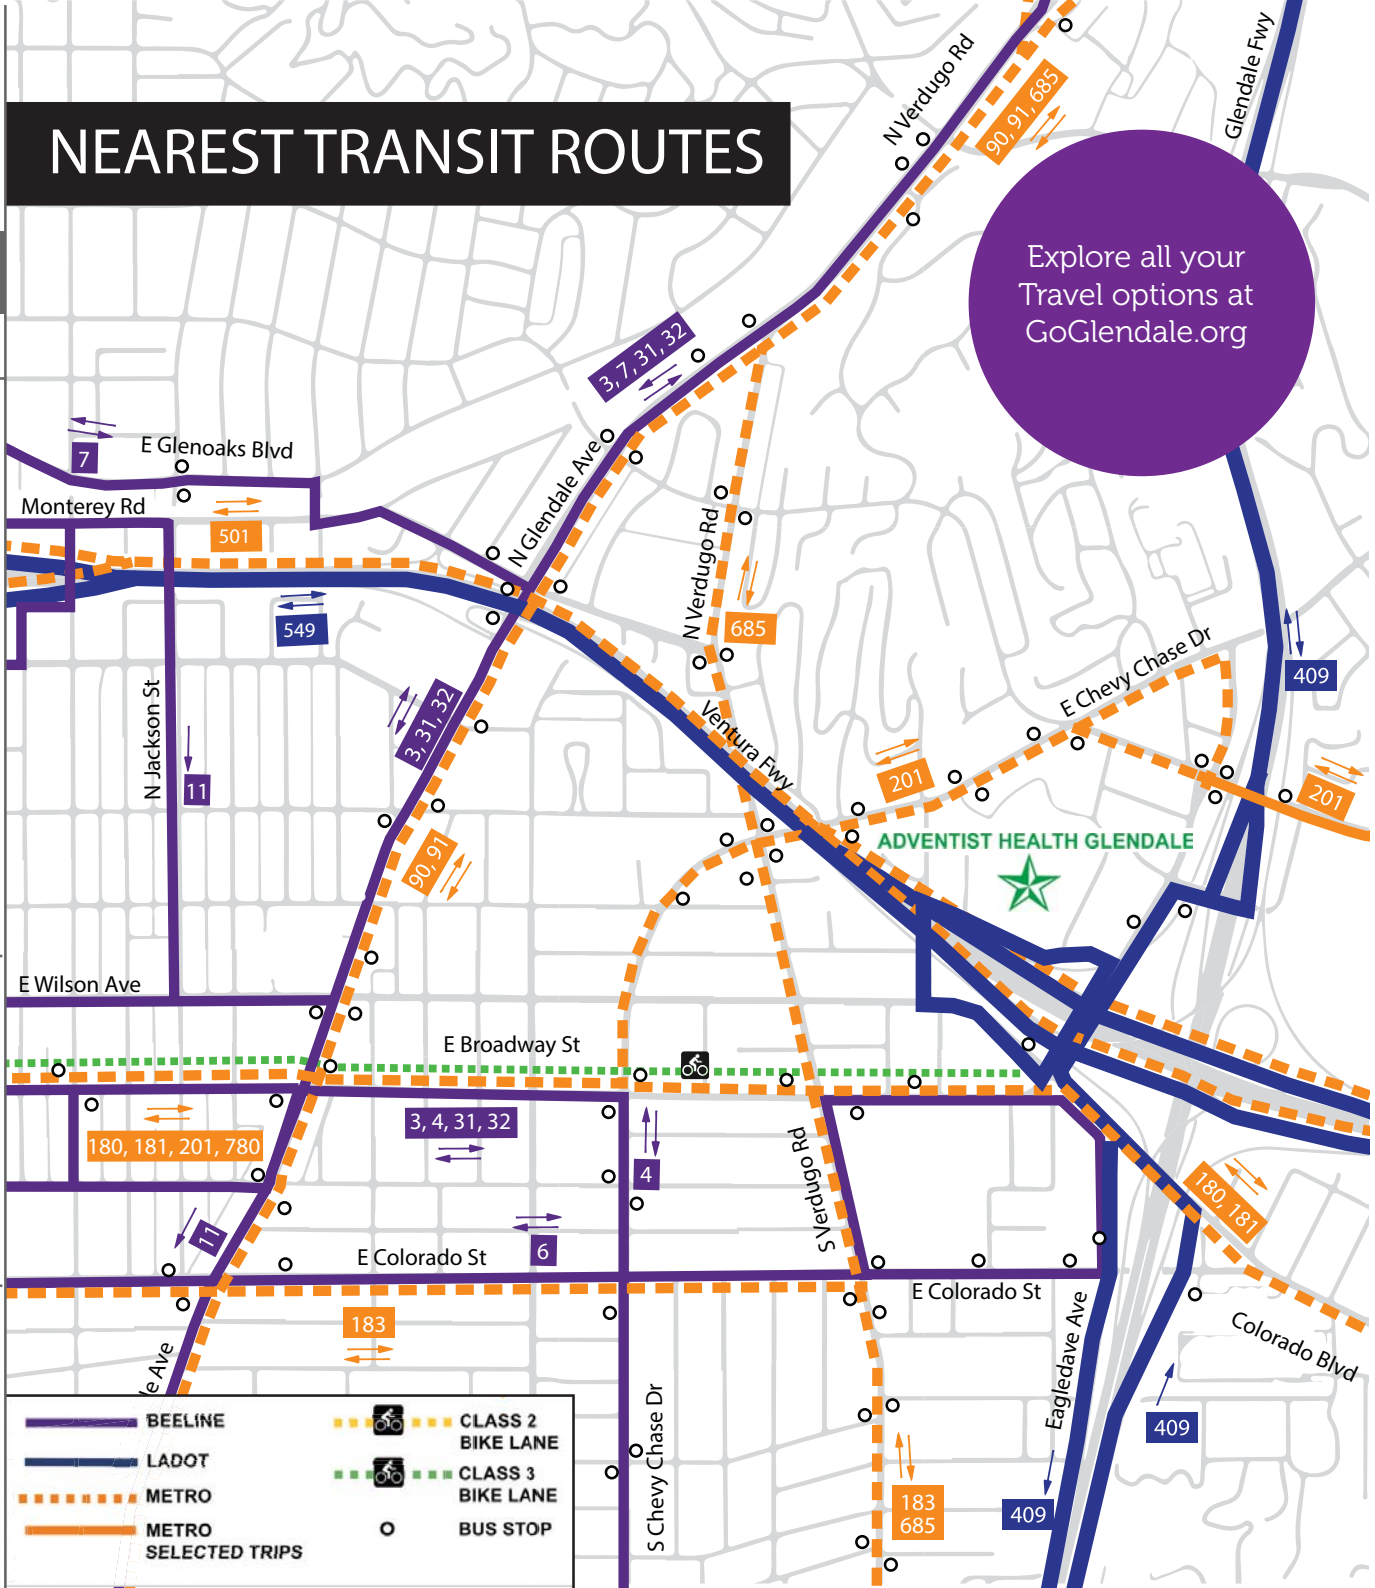 NEAREST TRANSIT ROUTES
N Verdugo Rd
90, 91, 685
Glendale Fwy
Explore all your
Travel options at
GoGlendale.org
3, 7, 31, 32
7
E Glenoaks Blvd
Monterey Rd
501
N Glendale Ave
N Verdugo Rd
549
685
409
E Chevy Chase Dr
N Jackson St
11
3, 31, 32
Ventura Fwy
201
201
90, 91
ADVENTIST HEALTH GLENDALE
E Wilson Ave
E Broadway St
180, 181, 201, 780
3, 4, 31, 32
4
S Verdugo Rd
180, 181
11
6
E Colorado St
E Colorado St
183
Colorado Blvd
Eagledave Ave
le Ave
409
S Chevy Chase Dr
183
685
409
BEELINE
LADOT
METRO
METRO
SELECTED TRIPS
CLASS 2
BIKE LANE
CLASS 3
BIKE LANE
BUS STOP